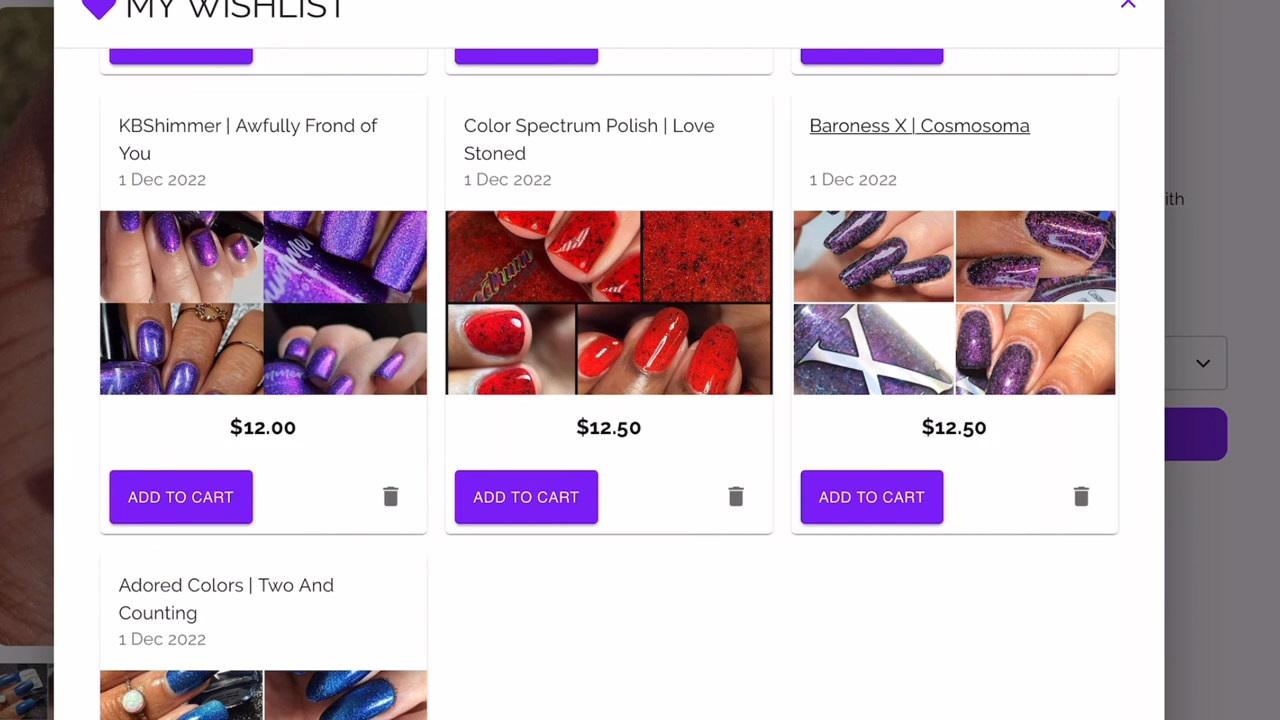 MY WISHLIST
KBShimmer | Awfully Frond of
You
1 Dec 2022
Color Spectrum Polish | Love
Stoned
1 Dec 2022
Baroness X | Cosmosoma
1 Dec 2022
X
$12.00
$12.50
$12.50
ADD TO CART
ADD TO CART
ADD TO CART
Adored Colors | Two And
Counting
1 Dec 2022
ith